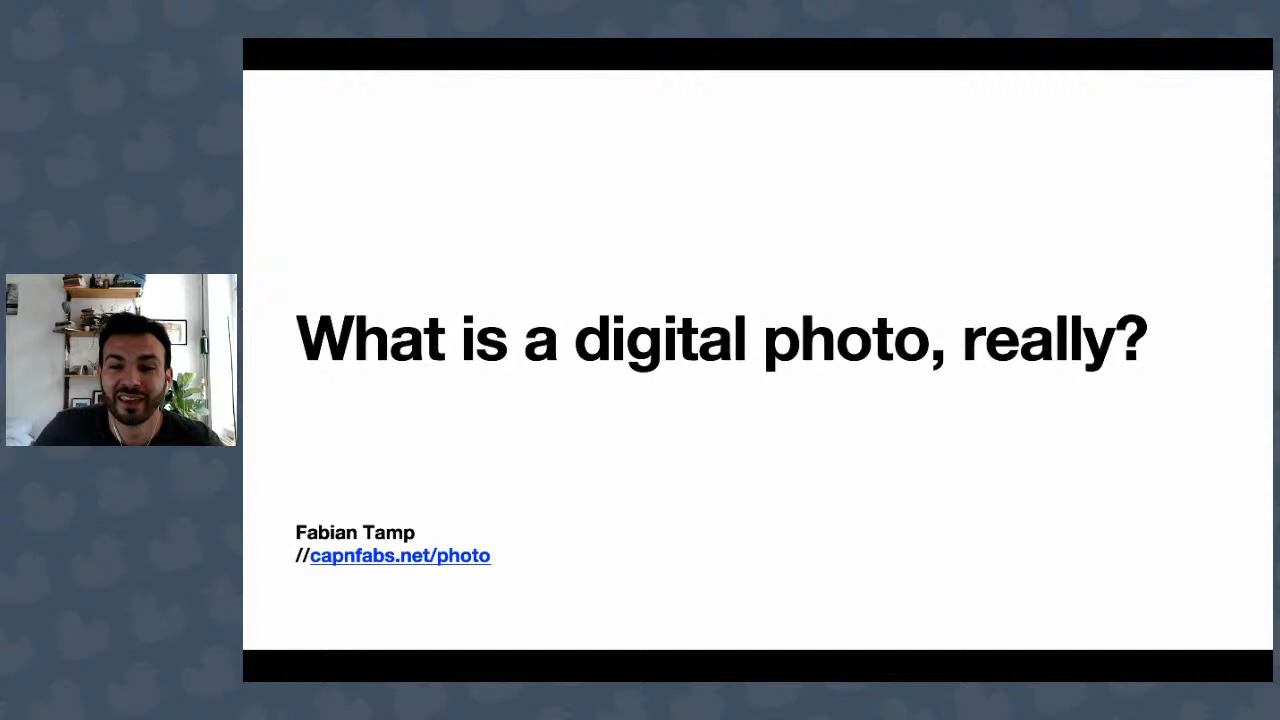 What is a digital photo, really?
Fabian Tamp
//capnfabs.net/photo